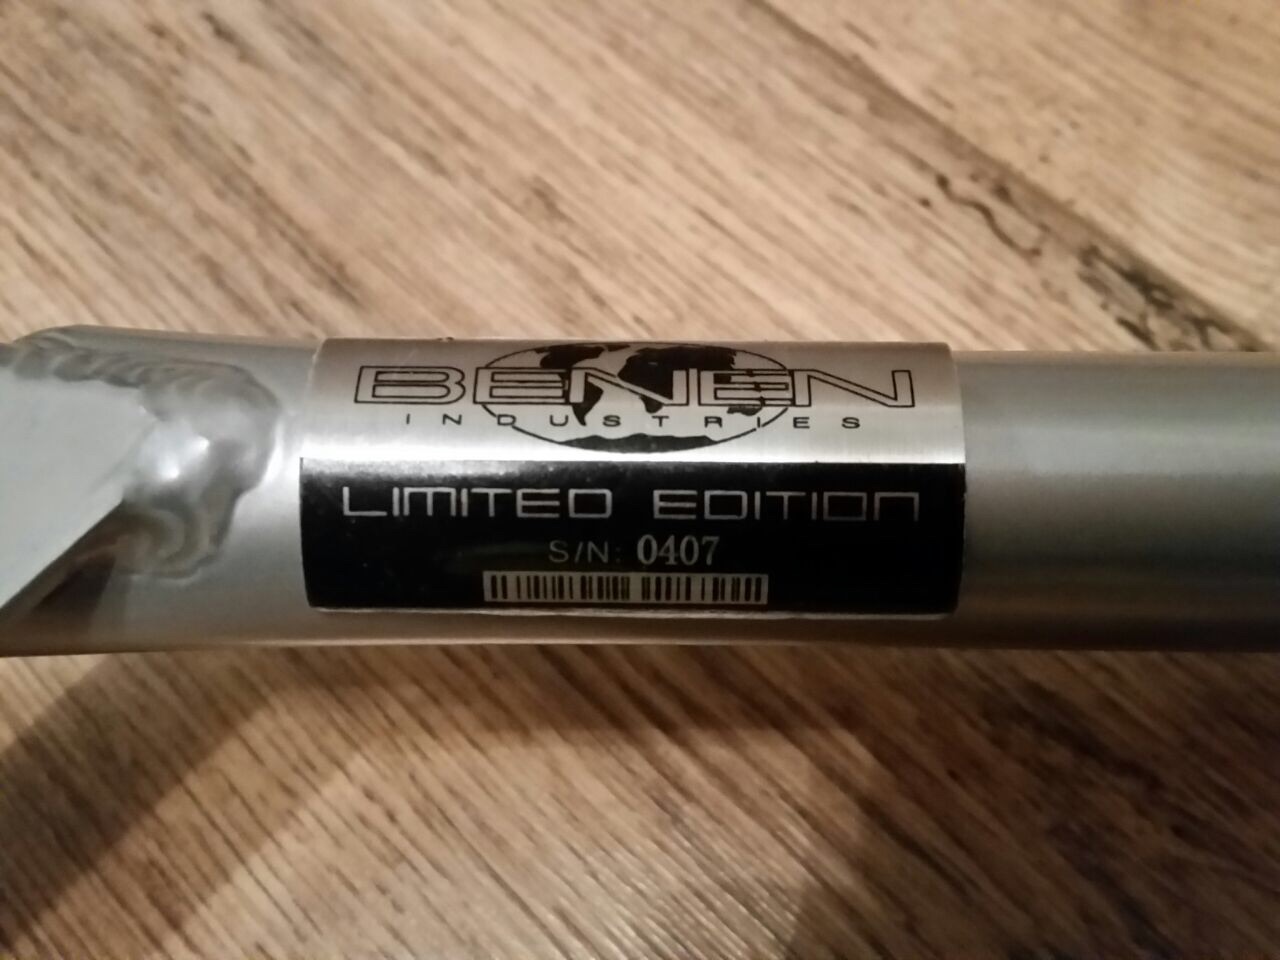 BENEN
INDUSTRIES
LIMITED EDITION
S/N: 0407